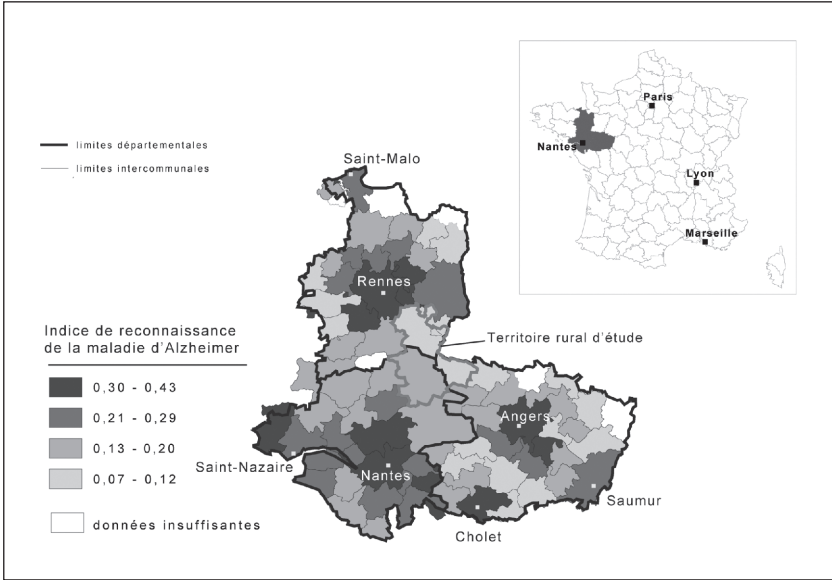 limites départementales
limites intercommunales
Saint-Malo
Rennes
Territoire rural d'étude
Indice de reconnaissance
de la maladie d'Alzheimer
0,30 - 0,43
0,21 - 0,29
0,13 - 0,20
0,07 - 0,12
données insuffisantes
Angers
Saint-Nazaire
Nantes
Saumur
Cholet
Paris
Nantes
Lyon
Marseille